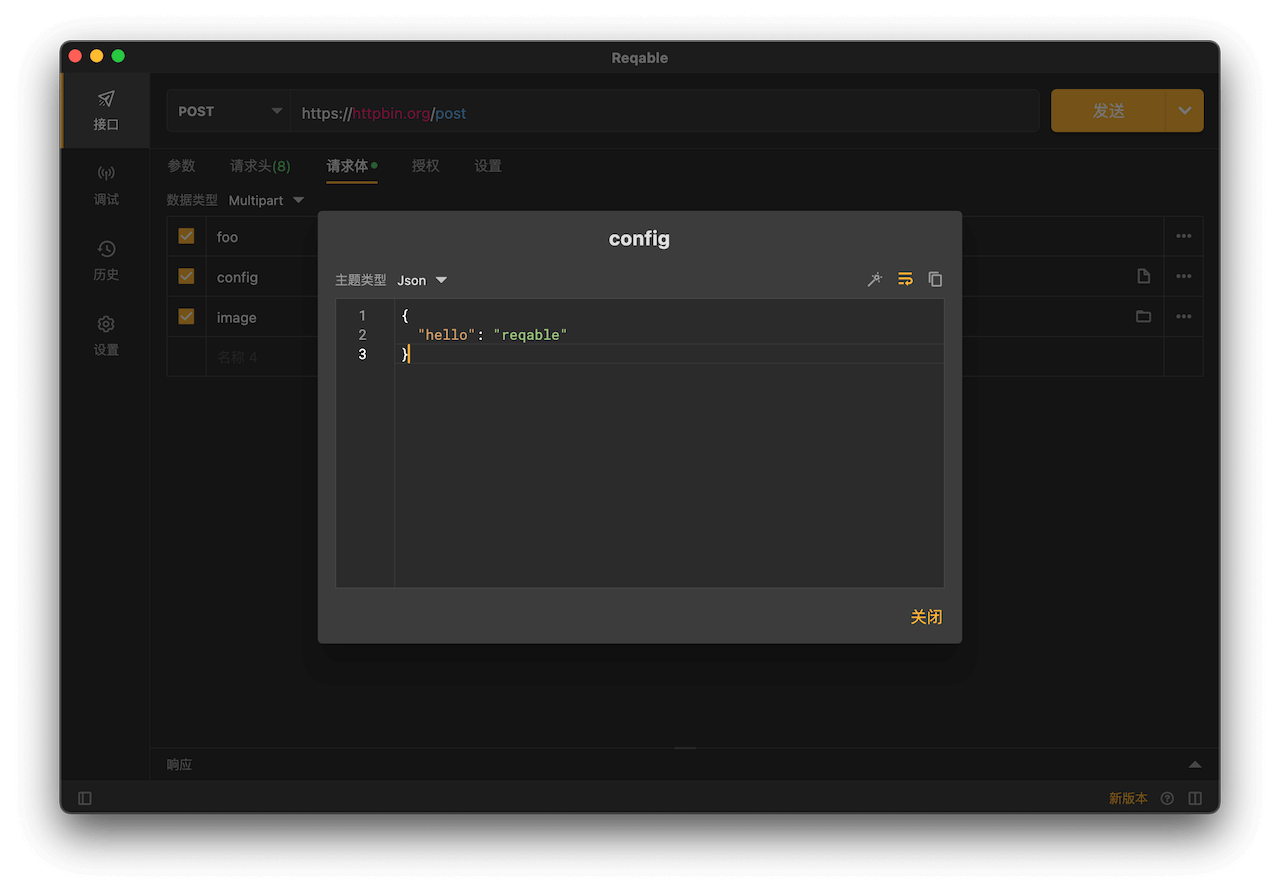 Reqable
接口
调试
历史
设置
POST
https://httpbin.org/post
发送
参数 请求头(8) 请求体 授权 设置
数据类型 Multipart
foo
config
image
名称 4
config
主题类型 Json
1 {
2 "hello": "reqable"
3 }
关闭
响应
新版本